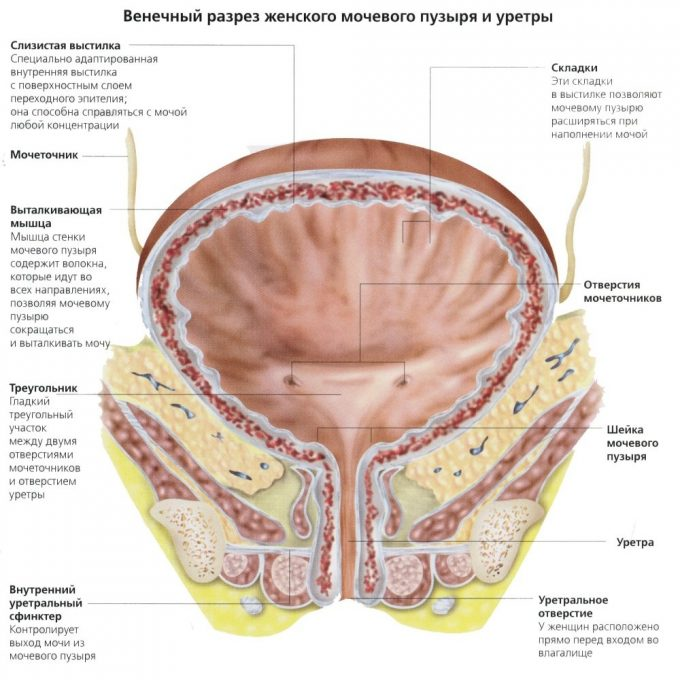 Венечный разрез женского мочевого пузыря и уретры
Слизистая выстилка
Специально адаптированная
внутренняя выстилка
с поверхностным слоем
переходного эпителия;
она способна справляться с мочой
любой концентрации
Мочеточник
Выталкивающая
мышца
Мышца стенки
мочевого пузыря
содержит волокна,
которые идут во
всех направлениях,
позволяя мочевому
пузырю
сокращаться
и выталкивать мочу
Треугольник
Гладкий
треугольный
участок
между двумя
отверстиями
мочеточников
и отверстием
уретры
Внутренний
уретральный
сфинктер
Контролирует
выход мочи из
мочевого пузыря
Складки
Эти складки
в выстилке позволяют
мочевому пузырю
расширяться при
наполнении мочой
Отверстия
мочеточников
Шейка
мочевого
пузыря
Уретра
Уретральное
отверстие
У женщин расположено
прямо перед входом во
влагалище